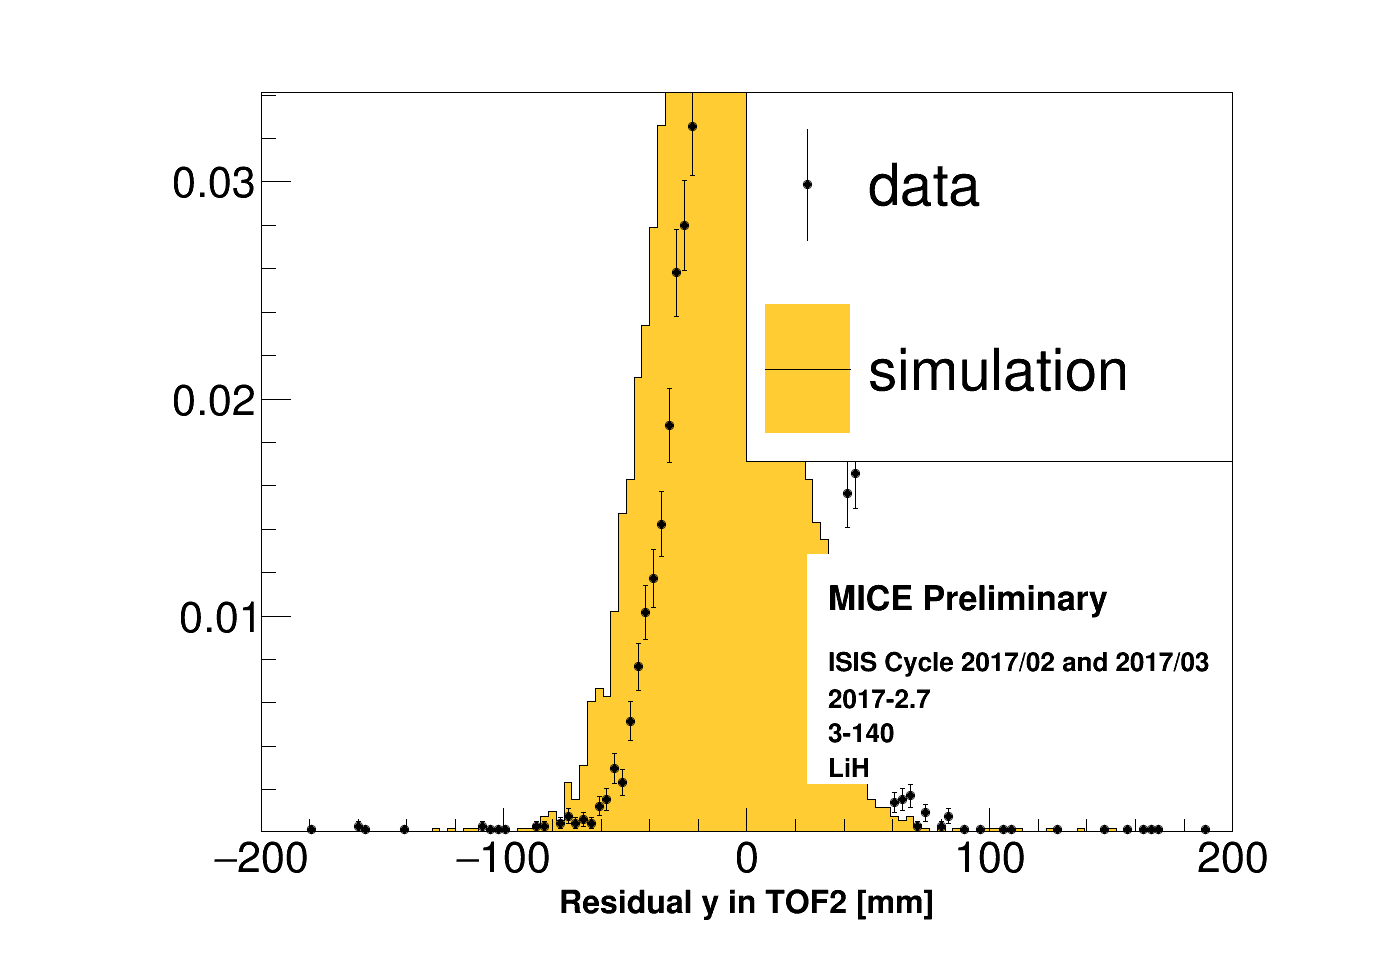 0.03
0.02
0.01
data
simulation
MICE Preliminary
ISIS Cycle 2017/02 and 2017/03
2017-2.7
3-140
LiH
−200 −100 0 100 200
Residual y in TOF2 [mm]